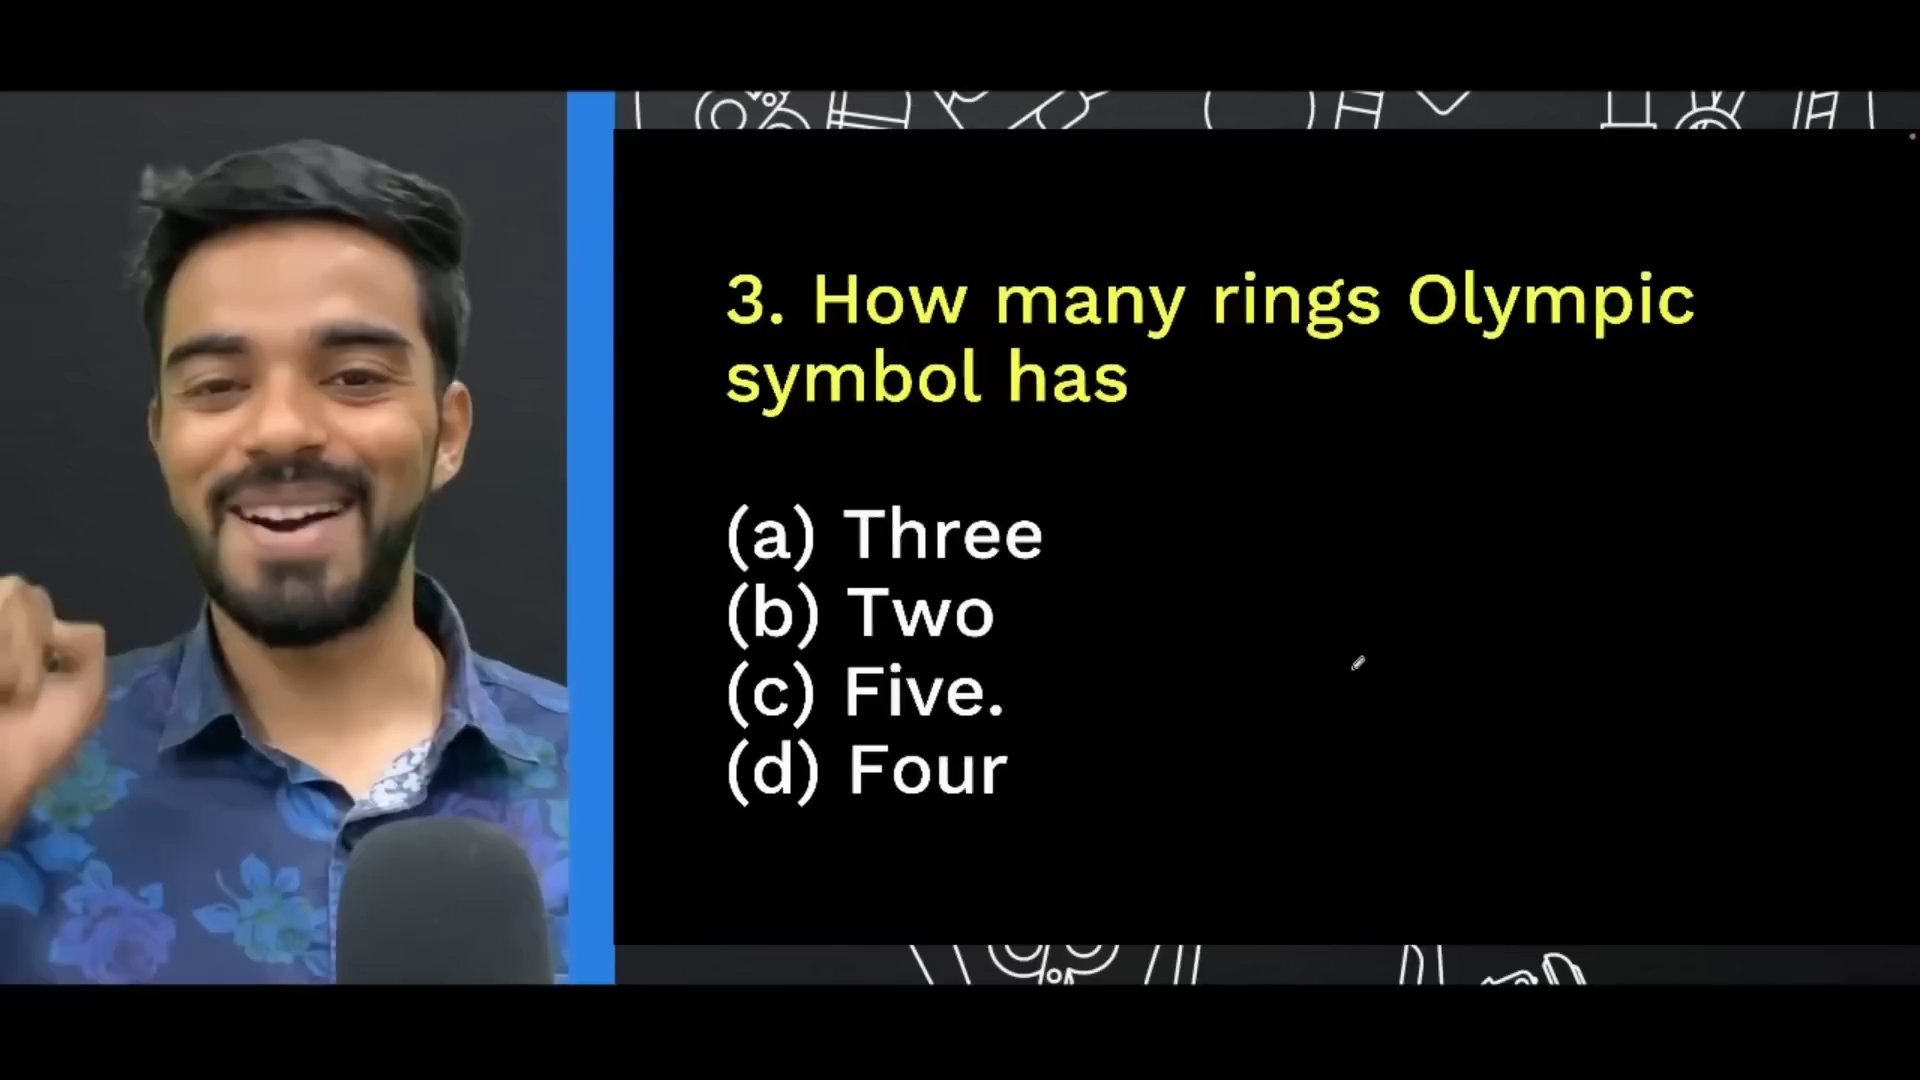 3. How many rings Olympic
symbol has
(a) Three
(b) Two
(c) Five.
(d) Four